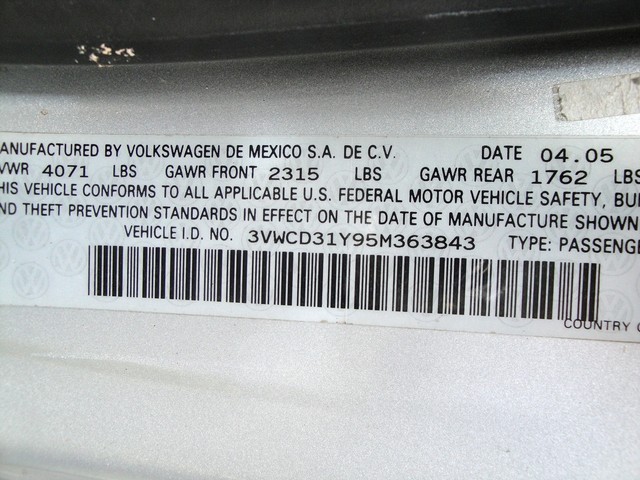 ANUFACTURED BY VOLKSWAGEN DE MEXICO S.A. DE C.V. DATE 04.05
VWR 4071 LBS GAWR FRONT 2315 LBS GAWR REAR 1762 LBS
THIS VEHICLE CONFORMS TO ALL APPLICABLE U.S. FEDERAL MOTOR VEHICLE SAFETY, BU
ND THEFT PREVENTION STANDARDS IN EFFECT ON THE DATE OF MANUFACTURE SHOWN
VEHICLE I.D. NO. 3VWCD31Y95M363843 TYPE: PASSENGE
COUNTRY